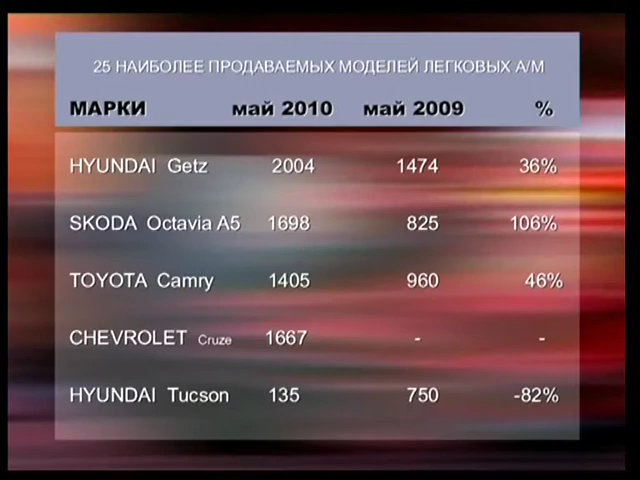 25 НАИБОЛЕЕ ПРОДАВАЕМЫХ МОДЕЛЕЙ ЛЕГКОВЫХ А/М
МАРКИ май 2010 май 2009 %
HYUNDAI Getz 2004 1474 36%
SKODA Octavia A5 1698 825 106%
TOYOTA Camry 1405 960 46%
CHEVROLET Cruze 1667 - -
HYUNDAI Tucson 135 750 -82%